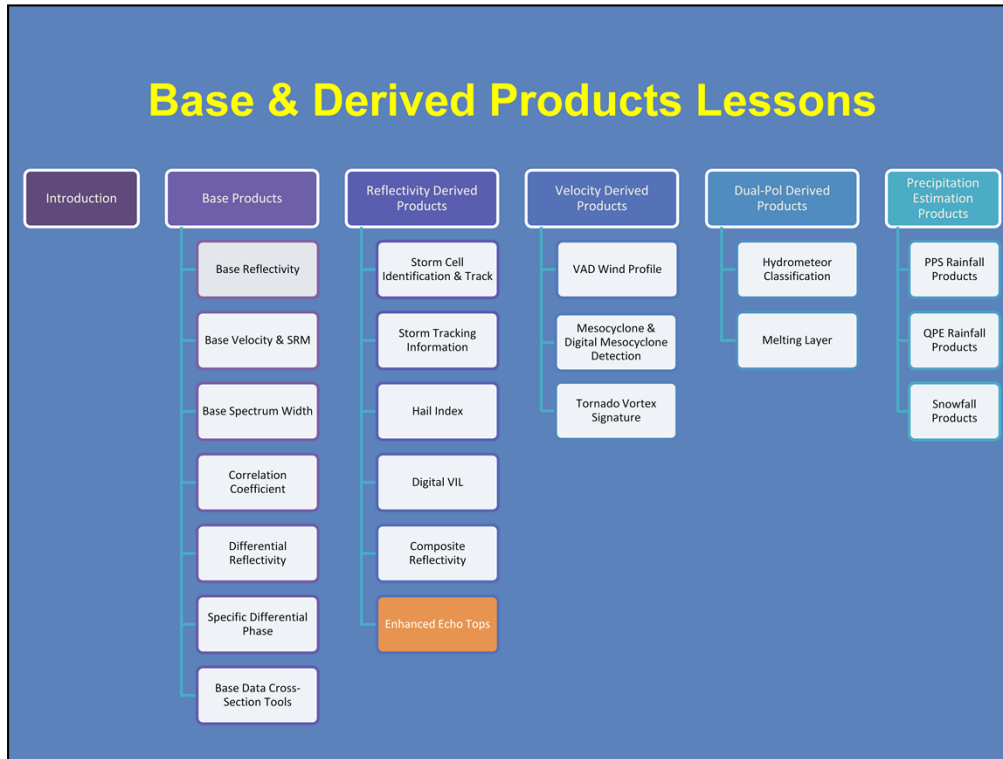 Base & Derived Products Lessons
Introduction
Base Products
Base Reflectivity
Base Velocity & SRM
Base Spectrum Width
Correlation
Coefficient
Differential
Reflectivity
Specific Differential
Phase
Base Data Cross-
Section Tools
Reflectivity Derived
Products
Storm Cell
Identification & Track
Storm Tracking
Information
Hail Index
Digital VIL
Composite
Reflectivity
Enhanced Echo Tops
Velocity Derived
Products
VAD Wind Profile
Mesocyclone &
Digital Mesocyclone
Detection
Tornado Vortex
Signature
Dual-Pol Derived
Products
Hydrometeor
Classification
Melting Layer
Precipitation
Estimation
Products
PPS Rainfall
Products
QPE Rainfall
Products
Snowfall
Products